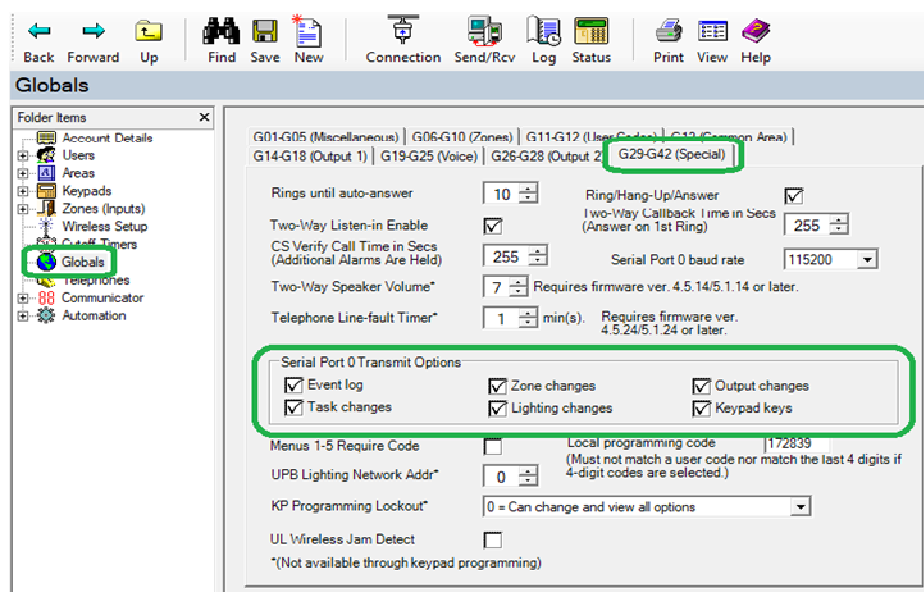 Back Forward Up Find Save New Connection Send/Rcv Log Status Print View Help
Globals
Folder Items
Account Details
Users
Areas
Keypads
Zones (Inputs)
Wireless Setup
Cutoff Timers
Globals
Telephones
88 Communicator
Automation
G01-G05 (Miscellaneous) G06-G10 (Zones) G11-G12 (User Codes) G13 (Common Area)
G14-G18 (Output 1) G19-G25 (Voice) G26-G28 (Output 2 G29-G42 (Special)
Rings until auto-answer 10 Ring/Hang-Up/Answer
Two-Way Listen-in Enable Two-Way Callback Time in Secs
(Answer on 1st Ring) 255
CS Verify Call Time in Secs
(Additional Alarms Are Held) 255 Serial Port 0 baud rate 115200
Two-Way Speaker Volume* 7 Requires firmware ver. 4.5.14/5.1.14 or later.
Telephone Line-fault Timer* 1 min(s). Requires firmware ver.
4.5.24/5.1.24 or later.
Serial Port 0 Transmit Options
Event log Zone changes Output changes
Task changes Lighting changes Keypad keys
Menus 1-5 Require Code Local programming code 172839
(Must not match a user code nor match the last 4 digits if
4-digit codes are selected.)
UPB Lighting Network Addr* 0
KP Programming Lockout* 0 = Can change and view all options
UL Wireless Jam Detect
*(Not available through keypad programming)